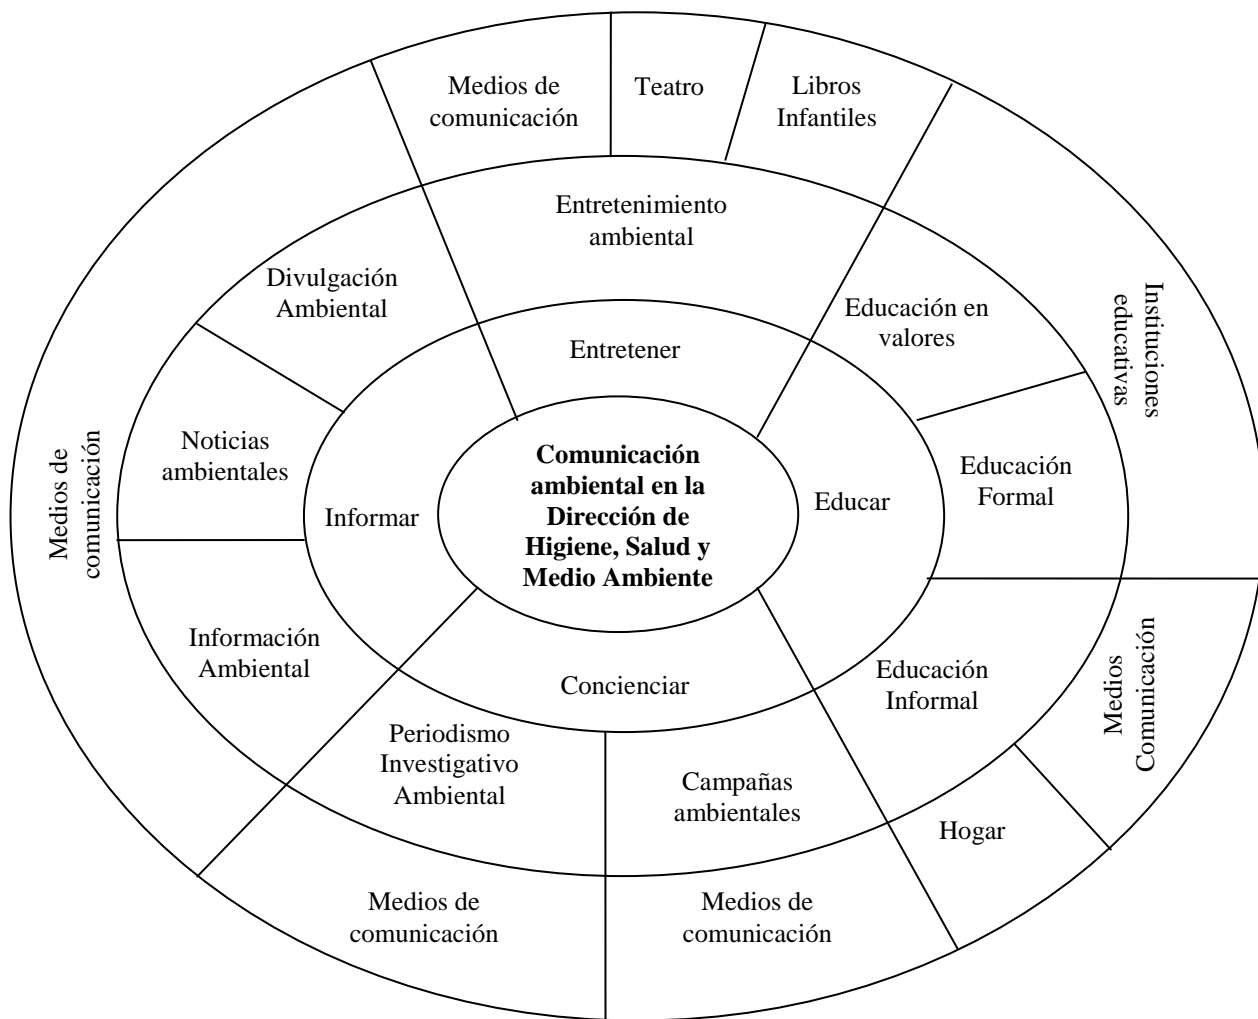 Medios de
comunicación
Teatro
Libros
Infantiles
Entretenimiento
ambiental
Divulgación
Ambiental
Educación en
valores
Instituciones
educativas
Entretener
Noticias
ambientales
Medios de
comunicación
Informar
Comunicación
ambiental en la
Dirección de
Higiene, Salud y
Medio Ambiente
Educar
Educación
Formal
Información
Ambiental
Concienciar
Educación
Informal
Medios
Comunicación
Periodismo
Investigativo
Ambiental
Campañas
ambientales
Hogar
Medios de
comunicación
Medios de
comunicación